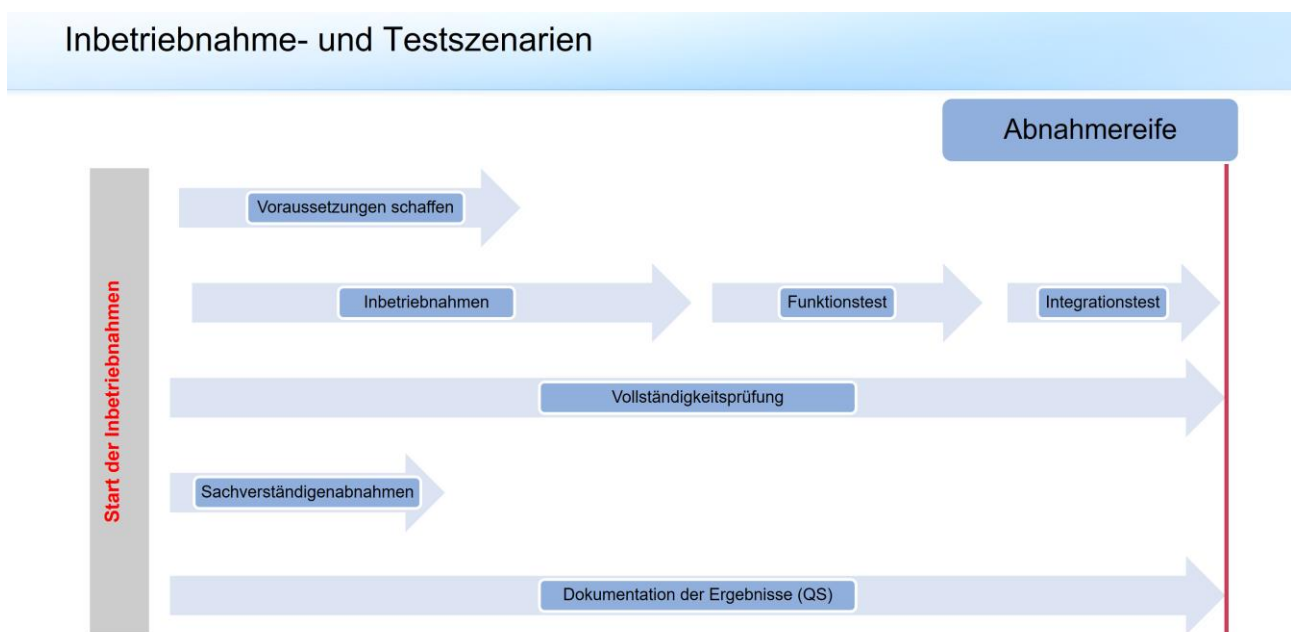 Inbetriebnahme- und Testszenarien
Abnahmereife
Start der Inbetriebnahmen
Voraussetzungen schaffen
Inbetriebnahmen
Funktionstest
Integrationstest
Vollständigkeitsprüfung
Sachverständigenabnahmen
Dokumentation der Ergebnisse (QS)